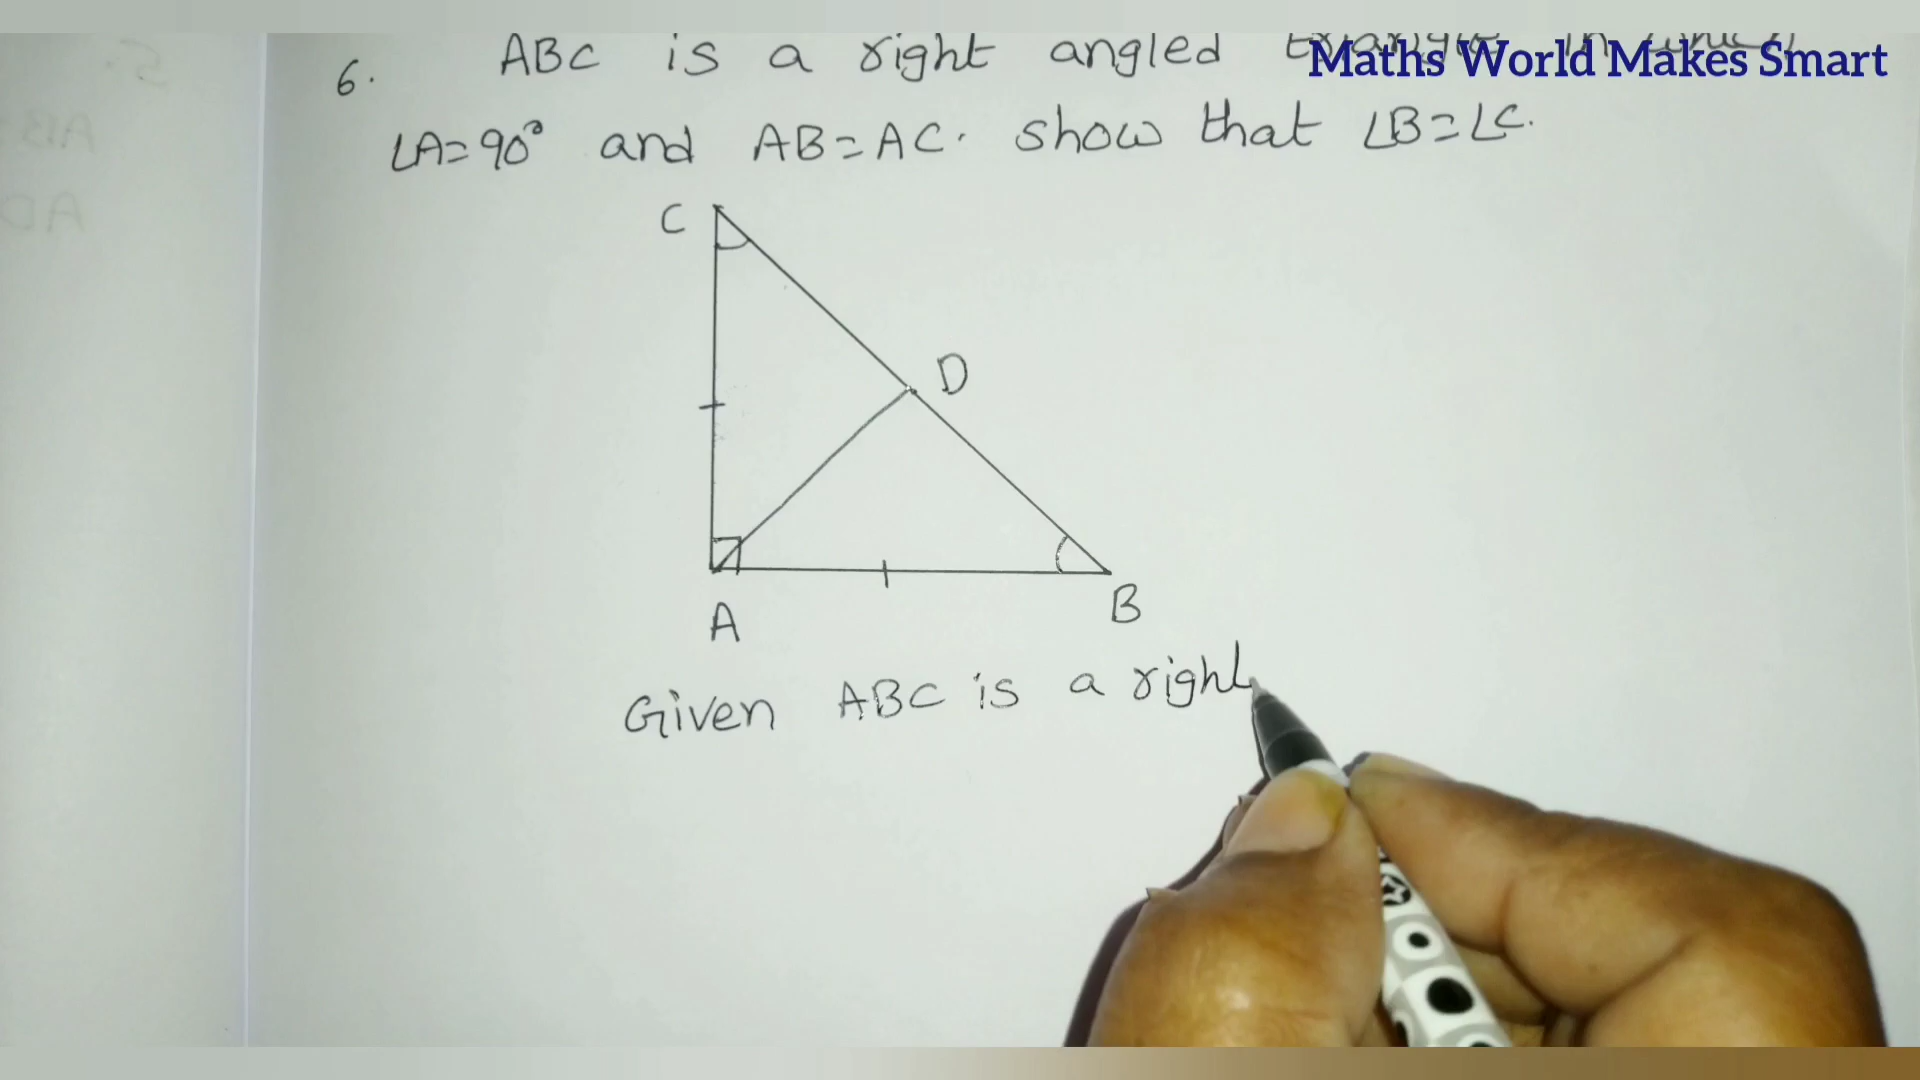 6. ABC is a right angled
Maths World Makes Smart
∠A=90° and AB=AC. show that ∠B=∠C.
C
D
A
B
Given ABC is a right